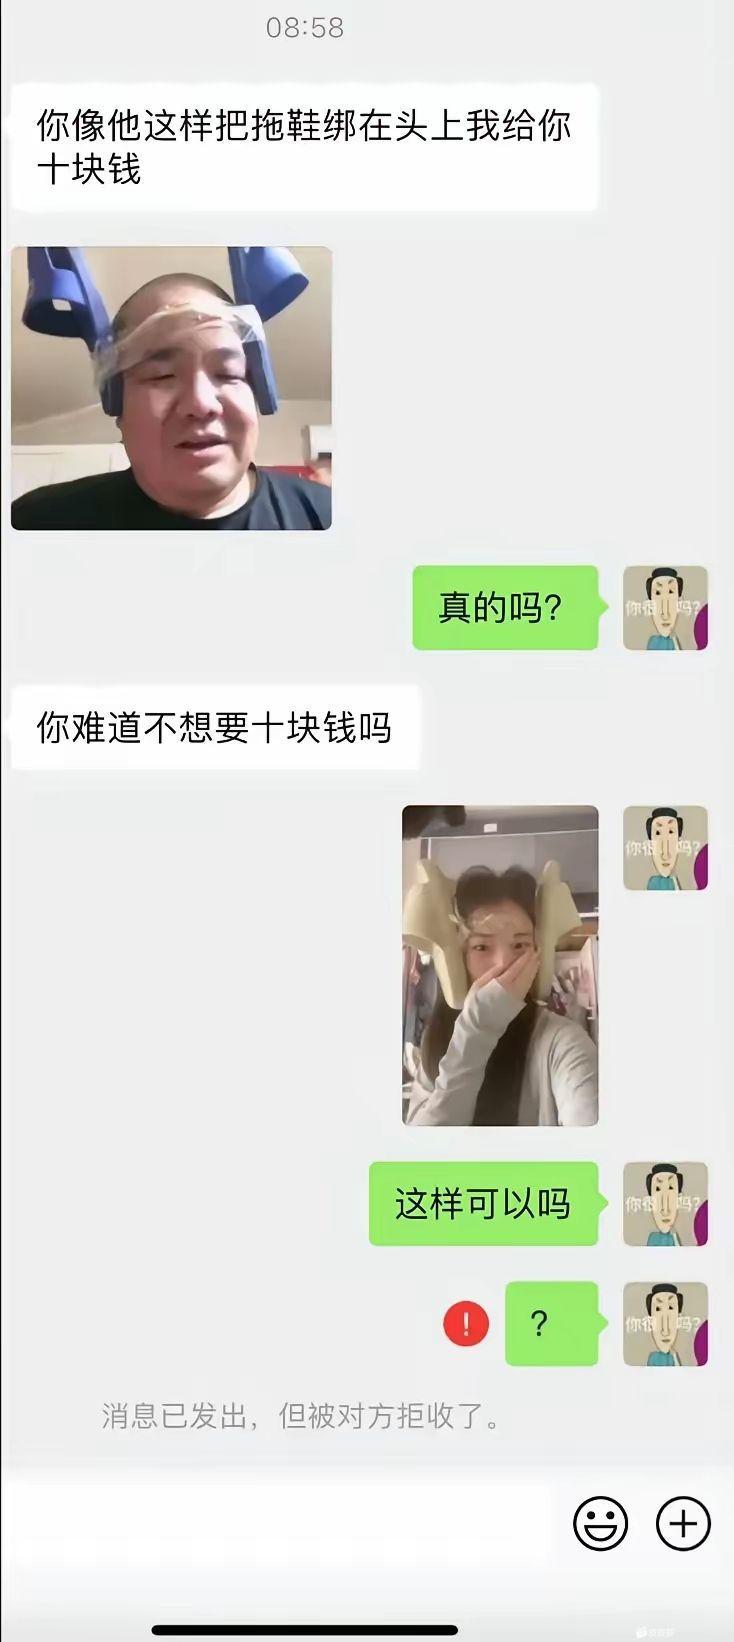 08:58
你像他这样把拖鞋绑在头上我给你
十块钱
真的吗?
你难道不想要十块钱吗
这样可以吗
?
消息已发出，但被对方拒收了。